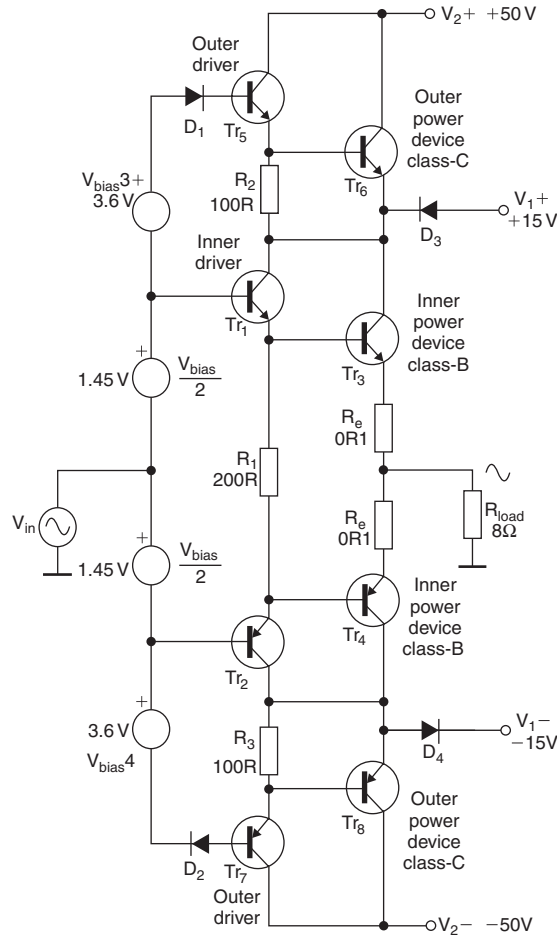 V2+ +50V
Outer
driver
D1
Tr5
Outer
power
device
class-C
Tr6
Vbias3+
3.6V
R2
100R
V1+
+15V
D3
Inner
driver
Tr1
Inner
power
device
class-B
Tr3
+
1.45V
Vbias
2
Re
0R1
R1
200R
Vin
Rload
8Ω
+
1.45V
Vbias
2
Re
0R1
Inner
power
device
class-B
Tr4
Tr2
+
3.6V
Vbias4
R3
100R
V1−
−15V
D4
Outer
power
device
class-C
Tr8
D2
Tr7
Outer
driver
V2− −50V